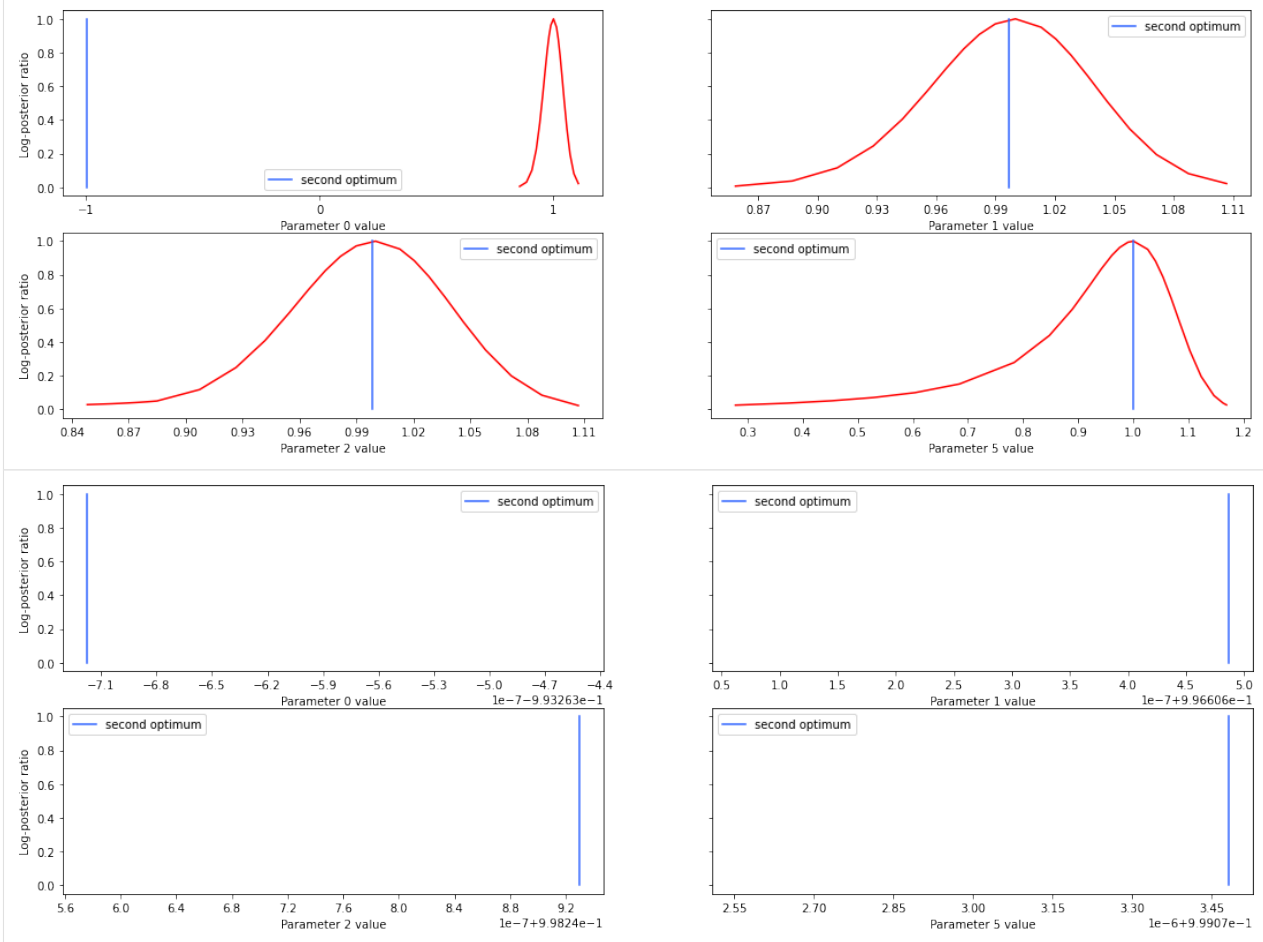 Log-posterior ratio
1.0
0.8
0.6
0.4
0.2
0.0
second optimum
−1 0 1
Parameter 0 value
second optimum
0.87 0.90 0.93 0.96 0.99 1.02 1.05 1.08 1.11
Parameter 1 value
Log-posterior ratio
1.0
0.8
0.6
0.4
0.2
0.0
second optimum
0.84 0.87 0.90 0.93 0.96 0.99 1.02 1.05 1.08 1.11
Parameter 2 value
second optimum
0.3 0.4 0.5 0.6 0.7 0.8 0.9 1.0 1.1 1.2
Parameter 5 value
Log-posterior ratio
1.0
0.8
0.6
0.4
0.2
0.0
second optimum
−7.1 −6.8 −6.5 −6.2 −5.9 −5.6 −5.3 −5.0 −4.7 −4.4
Parameter 0 value
1e-7−9.93263e−1
second optimum
0.5 1.0 1.5 2.0 2.5 3.0 3.5 4.0 4.5 5.0
Parameter 1 value
1e-7+9.96606e−1
Log-posterior ratio
1.0
0.8
0.6
0.4
0.2
0.0
second optimum
5.6 6.0 6.4 6.8 7.2 7.6 8.0 8.4 8.8 9.2
Parameter 2 value
1e-7+9.9824e−1
second optimum
2.55 2.70 2.85 3.00 3.15 3.30 3.45
Parameter 5 value
1e-6+9.9907e−1